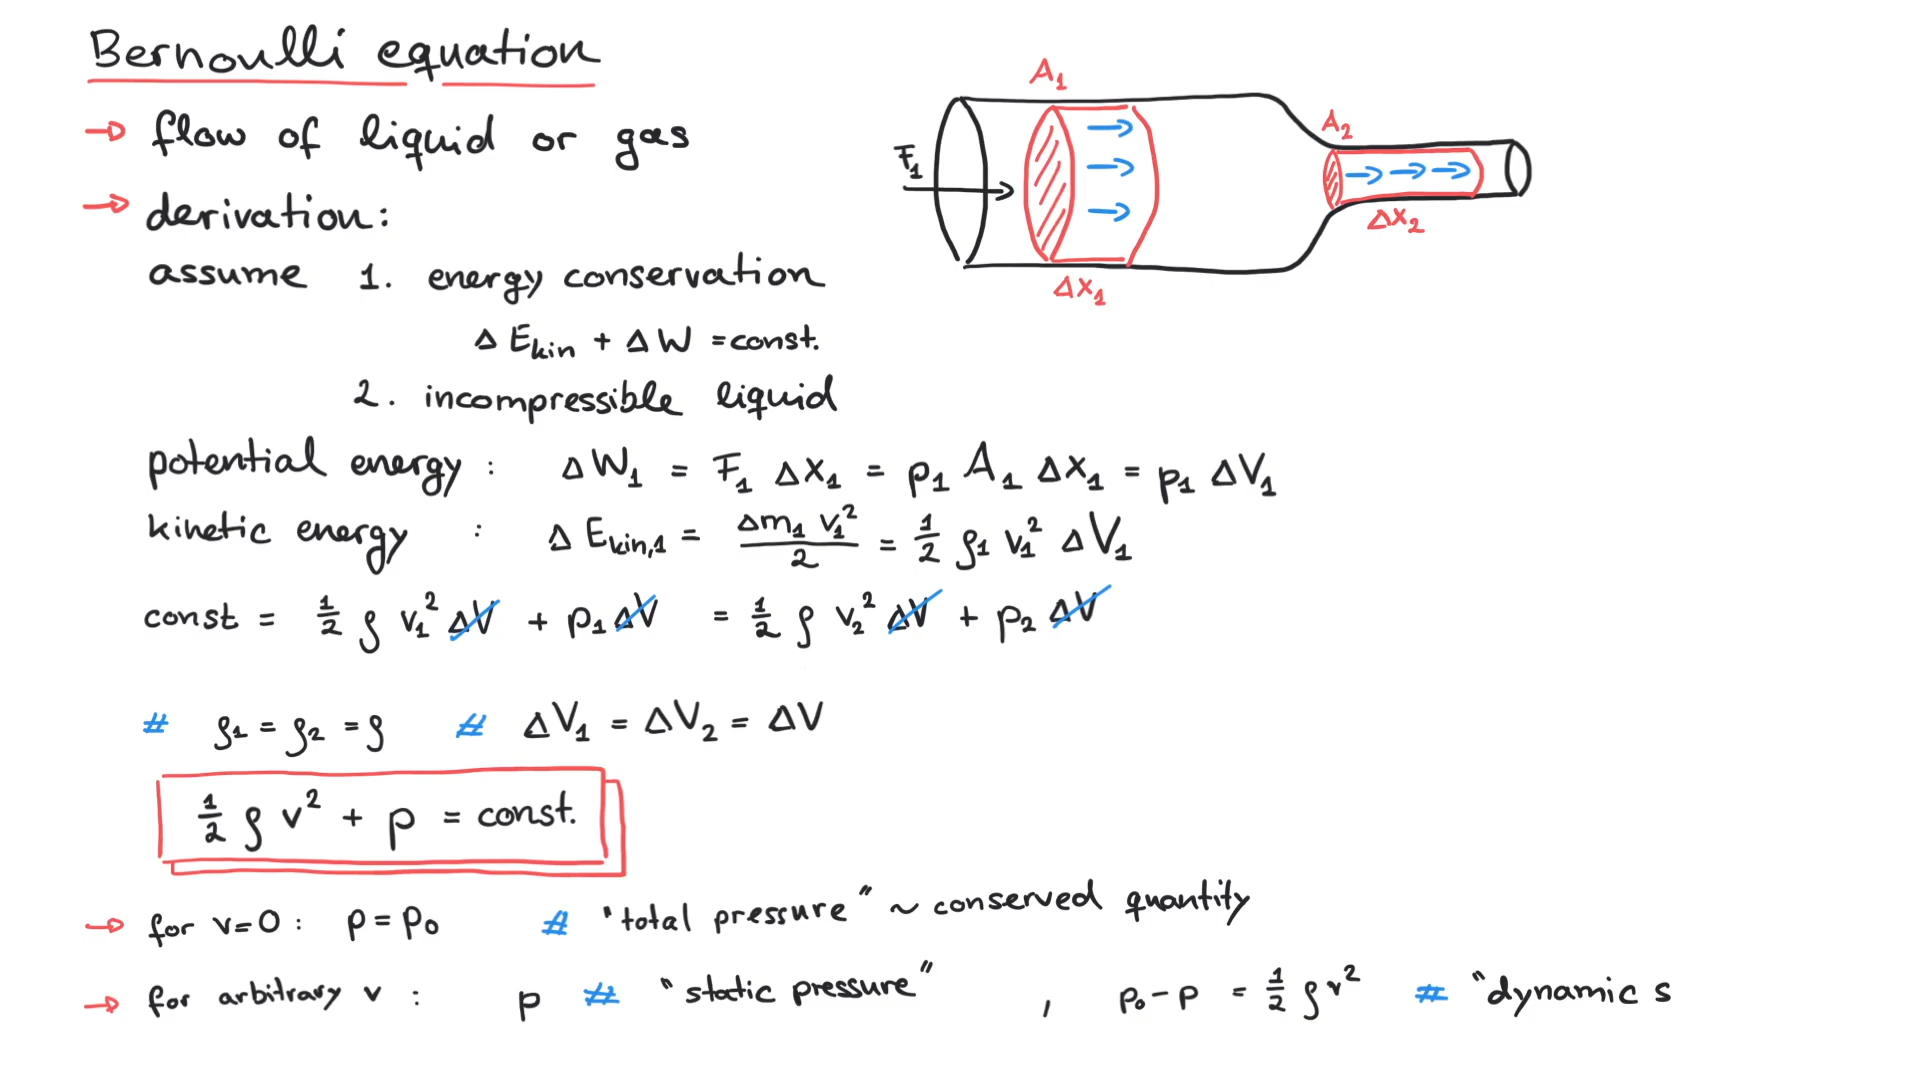 Bernoulli equation
→ flow of liquid or gas
→ derivation:
assume 1. energy conservation
Δ E_kin + Δ W = const.
2. incompressible liquid
potential energy : Δ W₁ = F₁ Δx₁ = p₁ A₁ Δx₁ = p₁ ΔV₁
kinetic energy : Δ E_kin,1 = Δm₁ v₁² / 2 = 1/2 ρ₁ v₁² ΔV₁
const = 1/2 ρ v₁² ΔV + p₁ ΔV = 1/2 ρ v₂² ΔV + p₂ ΔV
# ρ₁ = ρ₂ = ρ # ΔV₁ = ΔV₂ = ΔV
1/2 ρ v² + p = const.
→ for v=0 : p = p₀ # "total pressure" ~ conserved quantity
→ for arbitrary v : p # "static pressure" , p₀ - p = 1/2 ρ v² # "dynamic s
A₁
F₁
Δx₁
A₂
Δx₂